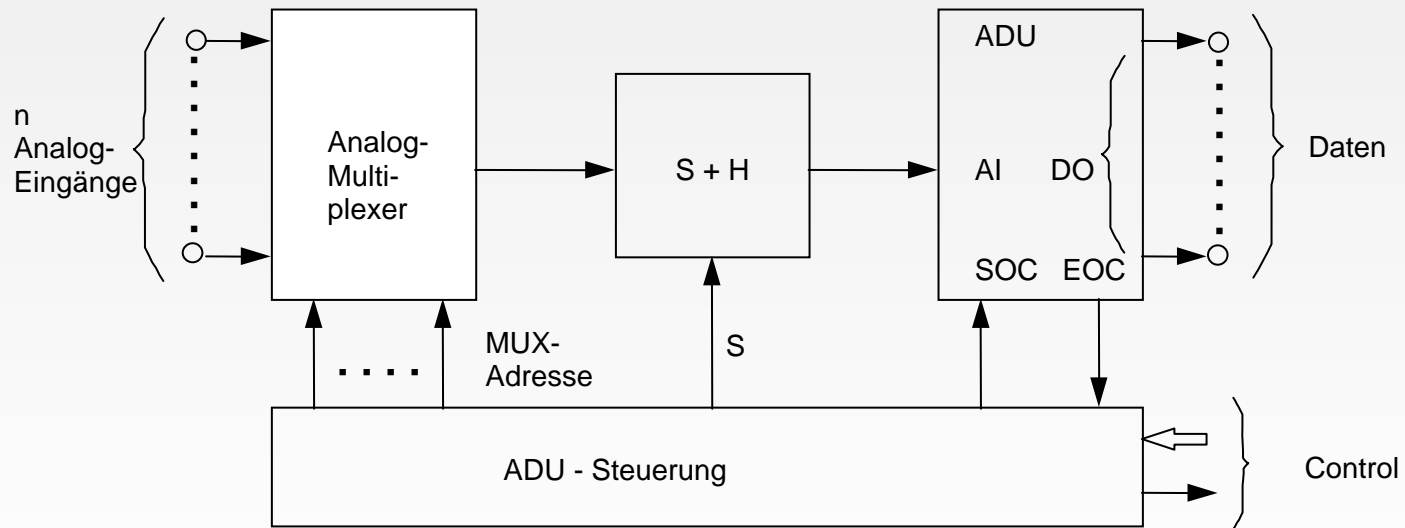 n
Analog-
Eingänge
Analog-
Multi-
plexer
S + H
ADU
AI DO
SOC EOC
Daten
MUX-
Adresse
S
ADU - Steuerung
Control